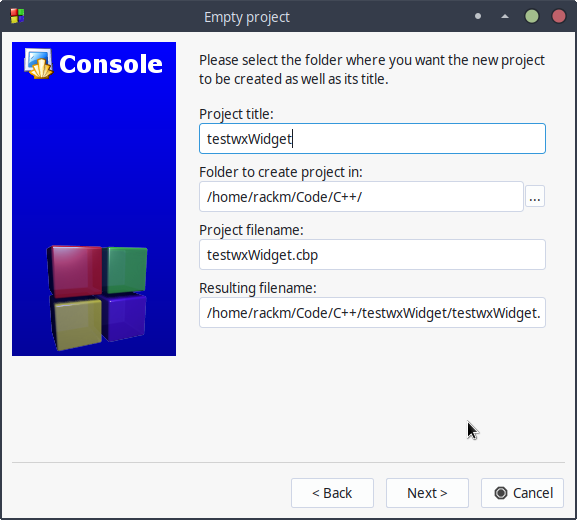 Empty project
Console
Please select the folder where you want the new project
to be created as well as its title.
Project title:
testwxWidget
Folder to create project in:
/home/rackm/Code/C++/
...
Project filename:
testwxWidget.cbp
Resulting filename:
/home/rackm/Code/C++/testwxWidget/testwxWidget.
< Back
Next >
Cancel